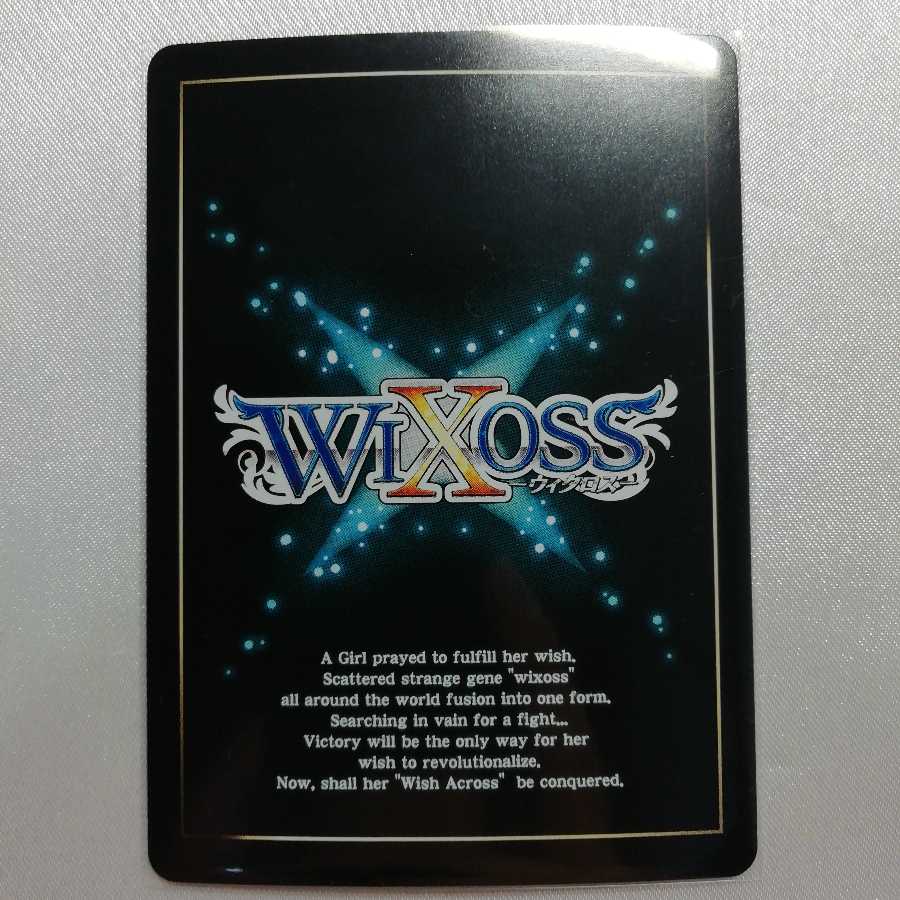 WIXOSS
ーウィクロスー
A Girl prayed to fulfill her wish.
Scattered strange gene "wixoss"
all around the world fusion into one form.
Searching in vain for a fight...
Victory will be the only way for her
wish to revolutionalize.
Now, shall her "Wish Across" be conquered.